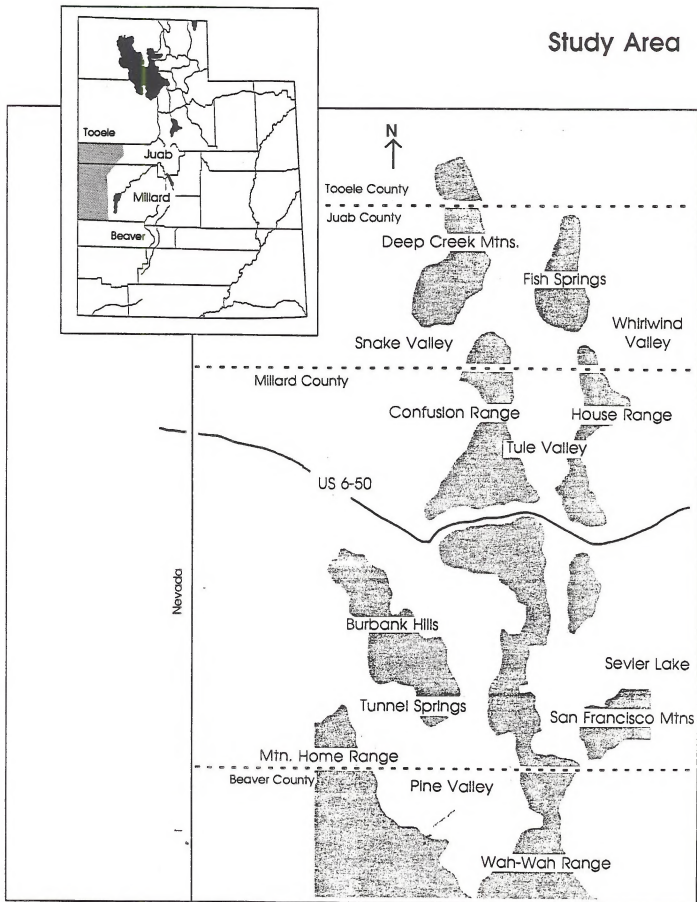 Study Area
Tooele
Juab
Millard
Beaver
N
Tooele County
Juab County
Deep Creek Mtns.
Fish Springs
Whirlwind
Valley
Snake Valley
Millard County
Confusion Range
House Range
Tule Valley
US 6-50
Nevada
Burbank Hills
Sevier Lake
Tunnel Springs
San Francisco Mtns
Mtn. Home Range
Beaver County
Pine Valley
Wah-Wah Range